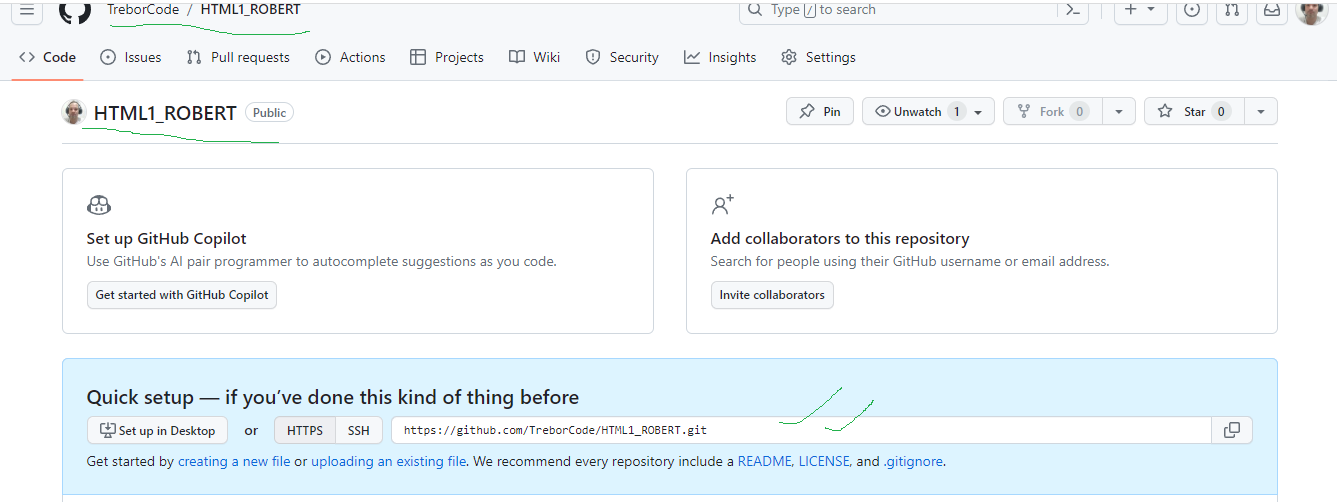 TreborCode / HTML1_ROBERT Type / to search
Code Issues Pull requests Actions Projects Wiki Security Insights Settings
HTML1_ROBERT Public Pin Unwatch 1 Fork 0 Star 0
Set up GitHub Copilot
Use GitHub's AI pair programmer to autocomplete suggestions as you code.
Get started with GitHub Copilot
Add collaborators to this repository
Search for people using their GitHub username or email address.
Invite collaborators
Quick setup — if you’ve done this kind of thing before
Set up in Desktop or HTTPS SSH https://github.com/TreborCode/HTML1_ROBERT.git
Get started by creating a new file or uploading an existing file. We recommend every repository include a README, LICENSE, and .gitignore.